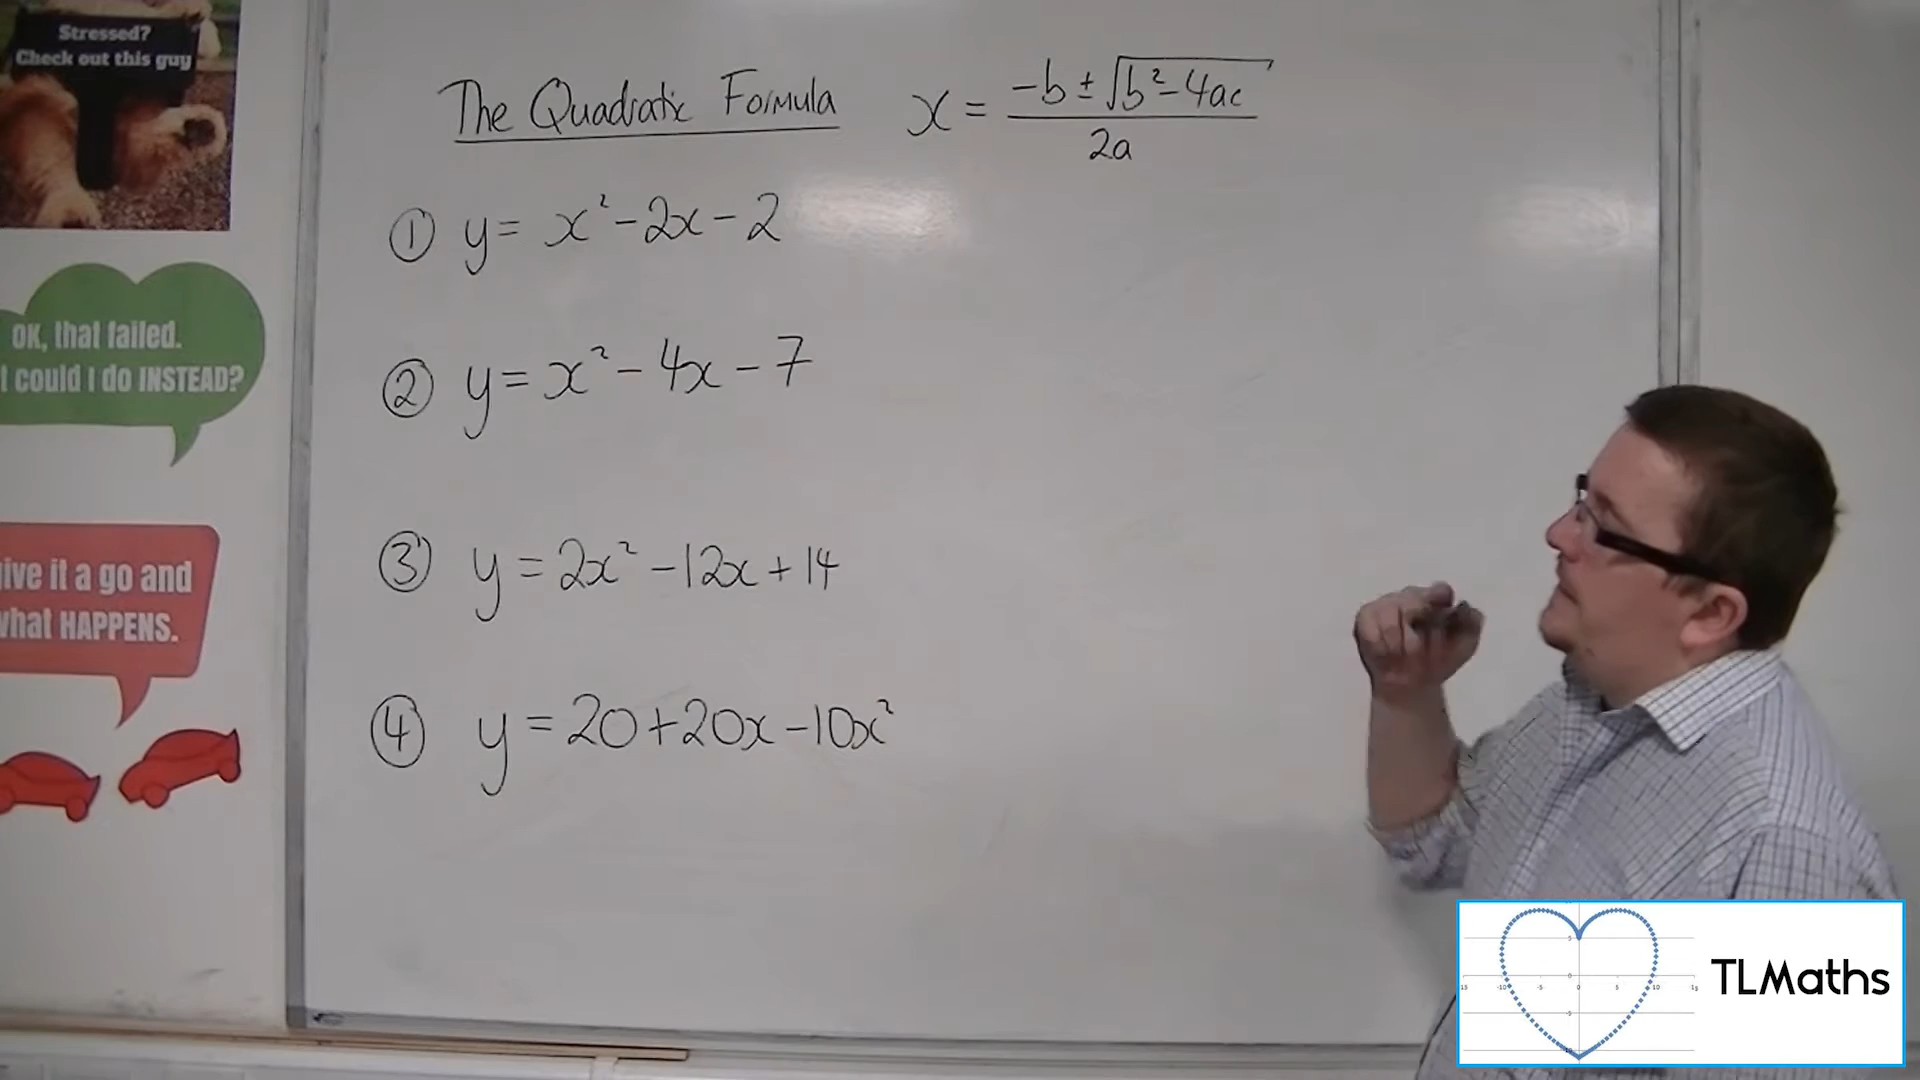 Stressed?
Check out this guy
The Quadratic Formula x = -b ± √b² - 4ac / 2a
① y = x² - 2x - 2
② y = x² - 4x - 7
③ y = 2x² - 12x + 14
④ y = 20 + 20x - 10x²
OK, that failed.
I could I do INSTEAD?
it a go and
HAPPENS.
TLMaths